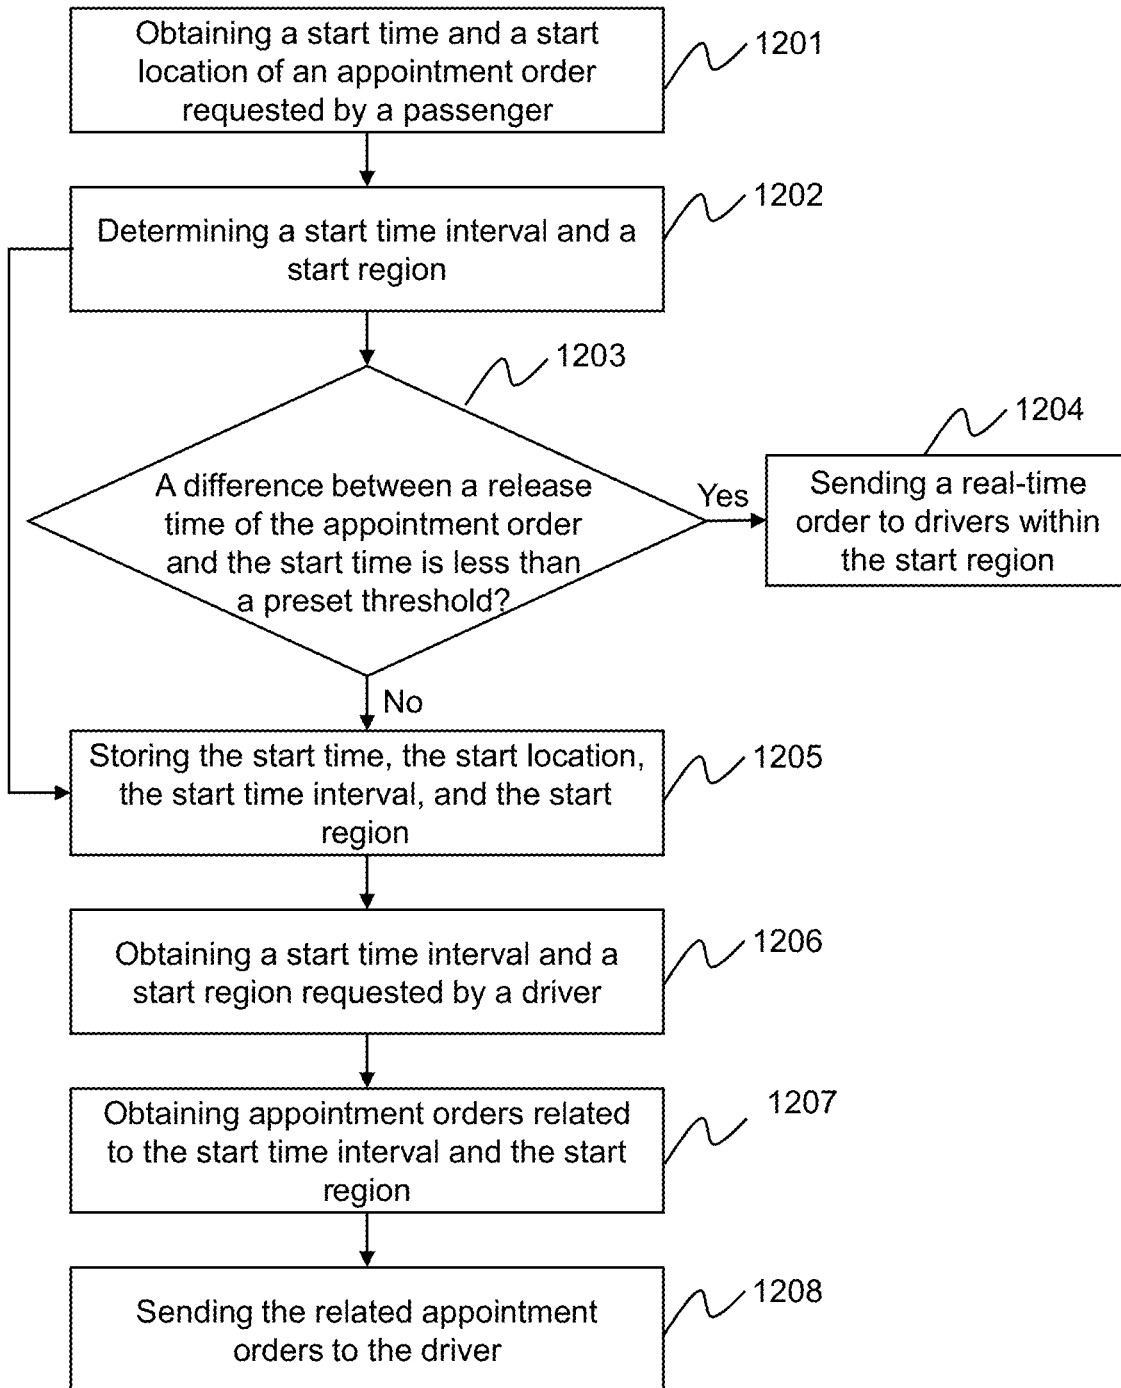 Obtaining a start time and a start
location of an appointment order
requested by a passenger
1201
Determining a start time interval and a
start region
1202
1203
A difference between a release
time of the appointment order
and the start time is less than
a preset threshold?
Yes
1204
Sending a real-time
order to drivers within
the start region
No
Storing the start time, the start location,
the start time interval, and the start
region
1205
Obtaining a start time interval and a
start region requested by a driver
1206
Obtaining appointment orders related
to the start time interval and the start
region
1207
Sending the related appointment
orders to the driver
1208